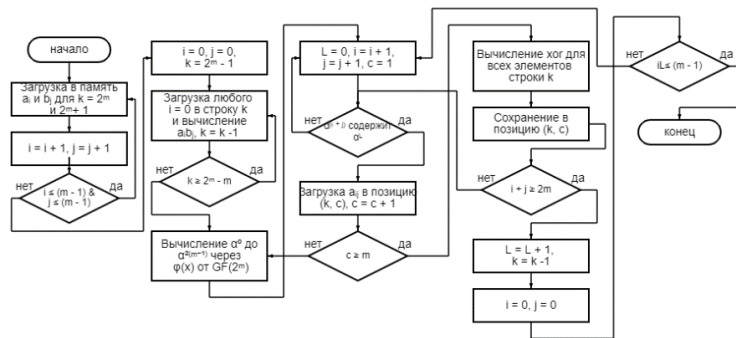 начало
Загрузка в память
aᵢ и bⱼ для k = 2ᵐ
и 2ᵐ+ 1
i = i + 1, j = j + 1
нет
i ≤ (m - 1) &
j ≤ (m - 1)
да
i = 0, j = 0,
k = 2ᵐ - 1
Загрузка любого
i = 0 в строку k
и вычисление
aᵢbⱼ, k = k -1
нет
k ≥ 2ᵐ - m
да
Вычисление α⁰ до
α²⁽ᵐ⁻¹⁾ через
φ(x) от GF(2ᵐ)
L = 0, i = i + 1,
j = j + 1, c = 1
нет
содержит
да
Загрузка aᵢⱼ в позицию
(k, c), c = c + 1
нет
c ≥ m
да
Вычисление хог для
всех элементов
строки k
Сохранение в
позицию (k, c)
нет
i + j ≥ 2m
да
L = L + 1,
k = k -1
i = 0, j = 0
нет
iL≤ (m - 1)
да
конец